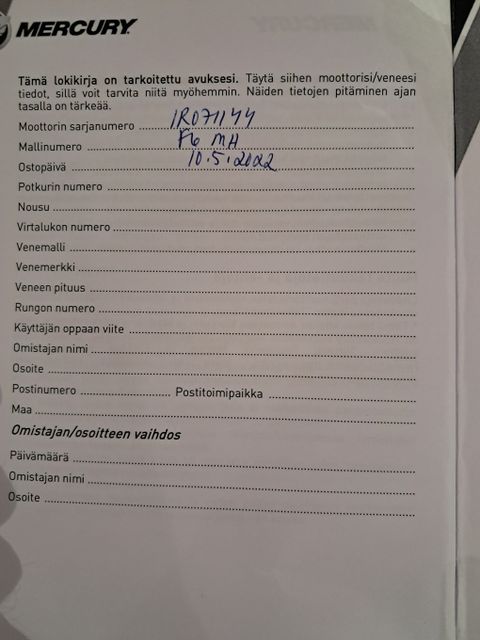 MERCURY
Tämä lokikirja on tarkoitettu avuksesi. Täytä siihen moottorisi/veneesi
tiedot, sillä voit tarvita niitä myöhemmin. Näiden tietojen pitäminen ajan
tasalla on tärkeää.
Moottorin sarjanumero 1R071144
Mallinumero F6 MH
Ostopäivä 10.5.2022
Potkurin numero
Nousu
Virtalukon numero
Venemalli
Venemerkki
Veneen pituus
Rungon numero
Käyttäjän oppaan viite
Omistajan nimi
Osoite
Postinumero Postitoimipaikka
Maa
Omistajan/osoitteen vaihdos
Päivämäärä
Omistajan nimi
Osoite